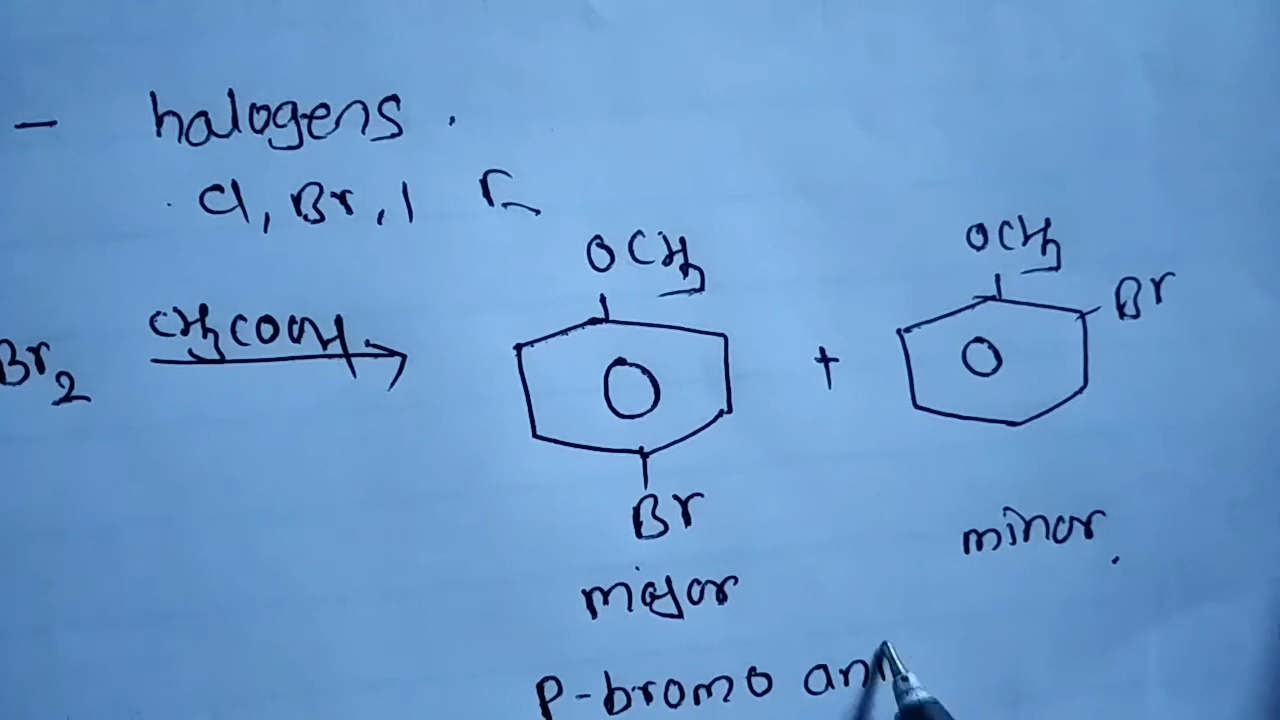 - halogens.
Cl, Br, I
OCH3
OCH3
Br
Br2
CH3COOH
+
Br
minor.
major
p-bromo an